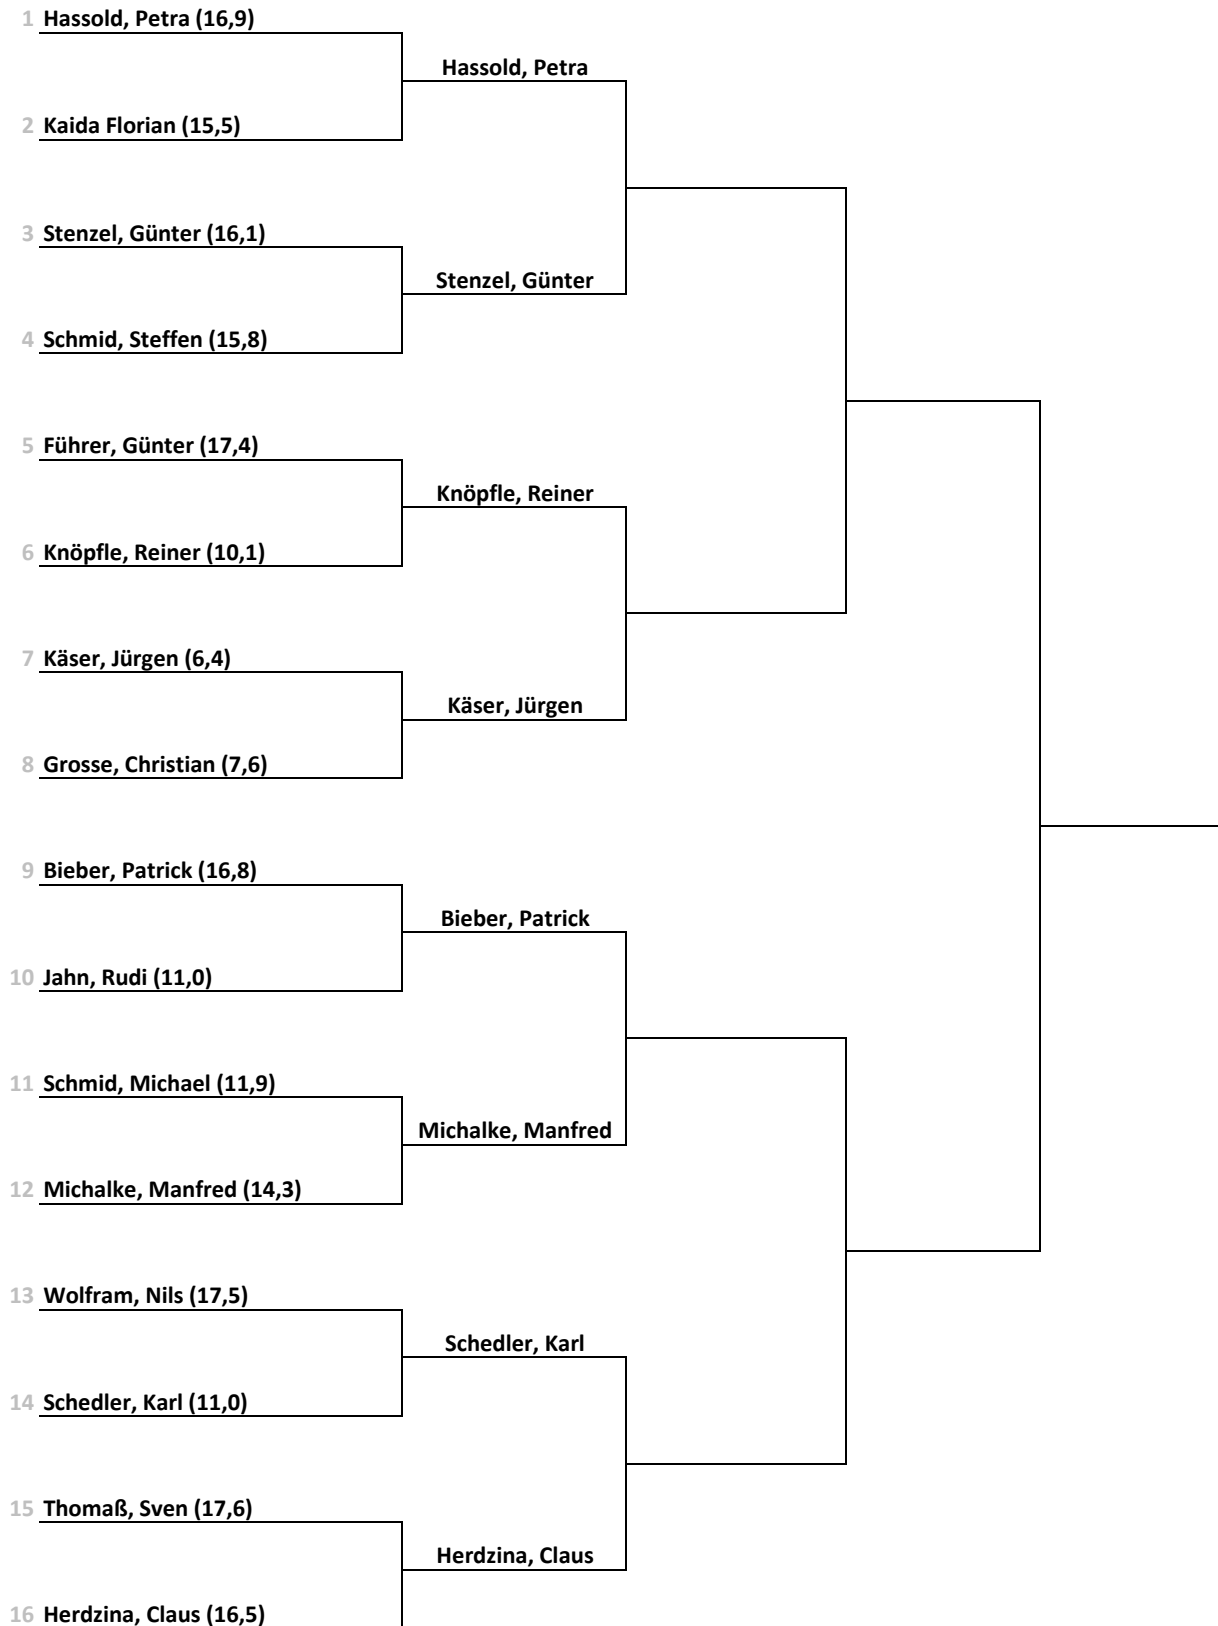 1 Hassold, Petra (16,9)
Hassold, Petra
2 Kaida Florian (15,5)
3 Stenzel, Günter (16,1)
Stenzel, Günter
4 Schmid, Steffen (15,8)
5 Führer, Günter (17,4)
Knöpfle, Reiner
6 Knöpfle, Reiner (10,1)
7 Käser, Jürgen (6,4)
Käser, Jürgen
8 Grosse, Christian (7,6)
9 Bieber, Patrick (16,8)
Bieber, Patrick
10 Jahn, Rudi (11,0)
11 Schmid, Michael (11,9)
Michalke, Manfred
12 Michalke, Manfred (14,3)
13 Wolfram, Nils (17,5)
Schedler, Karl
14 Schedler, Karl (11,0)
15 Thomaß, Sven (17,6)
Herdzina, Claus
16 Herdzina, Claus (16,5)